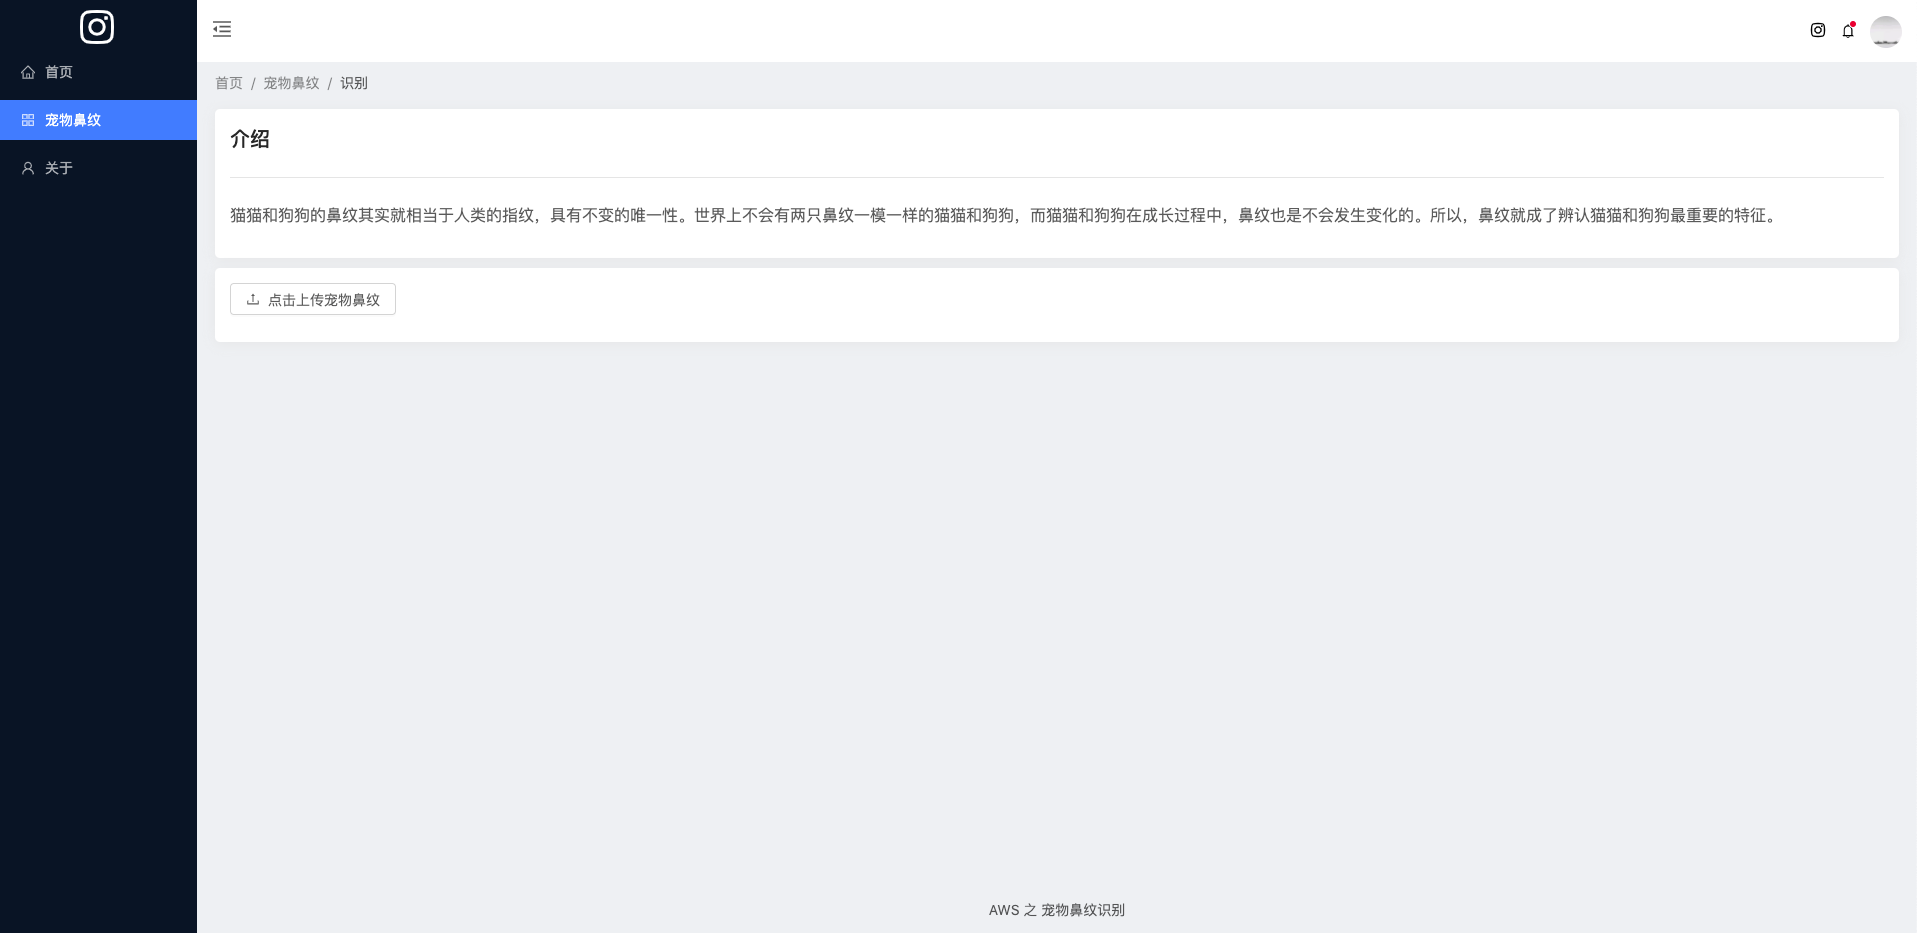 首页
宠物鼻纹
关于
首页 / 宠物鼻纹 / 识别
介绍
猫猫和狗狗的鼻纹其实就相当于人类的指纹，具有不变的唯一性。世界上不会有两只鼻纹一模一样的猫猫和狗狗，而猫猫和狗狗在成长过程中，鼻纹也是不会发生变化的。所以，鼻纹就成了辨认猫猫和狗狗最重要的特征。
点击上传宠物鼻纹
AWS 之 宠物鼻纹识别